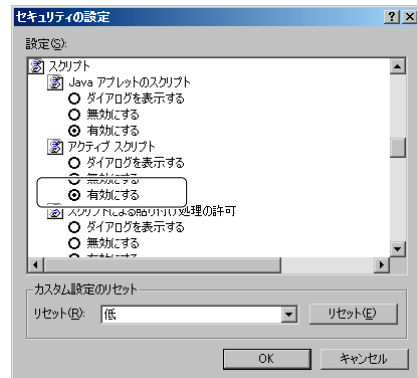 セキュリティの設定
設定(S):
スクリプト
Java アプレットのスクリプト
ダイアログを表示する
無効にする
有効にする
アクティブ スクリプト
ダイアログを表示する
無効にする
有効にする
スクリプトによる貼り付け処理の許可
ダイアログを表示する
無効にする
有効にする
カスタム設定のリセット
リセット(R): 低 リセット(E)
OK キャンセル